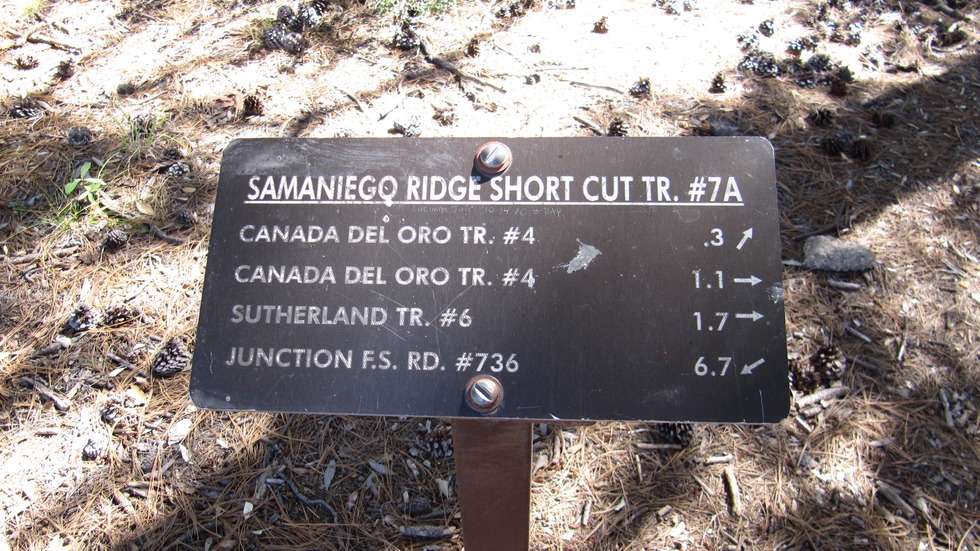 SAMANIEGO RIDGE SHORT CUT TR. #7A
CANADA DEL ORO TR. #4 .3 ↗
CANADA DEL ORO TR. #4 1.1 →
SUTHERLAND TR. #6 1.7 →
JUNCTION F.S. RD. #736 6.7 ↙